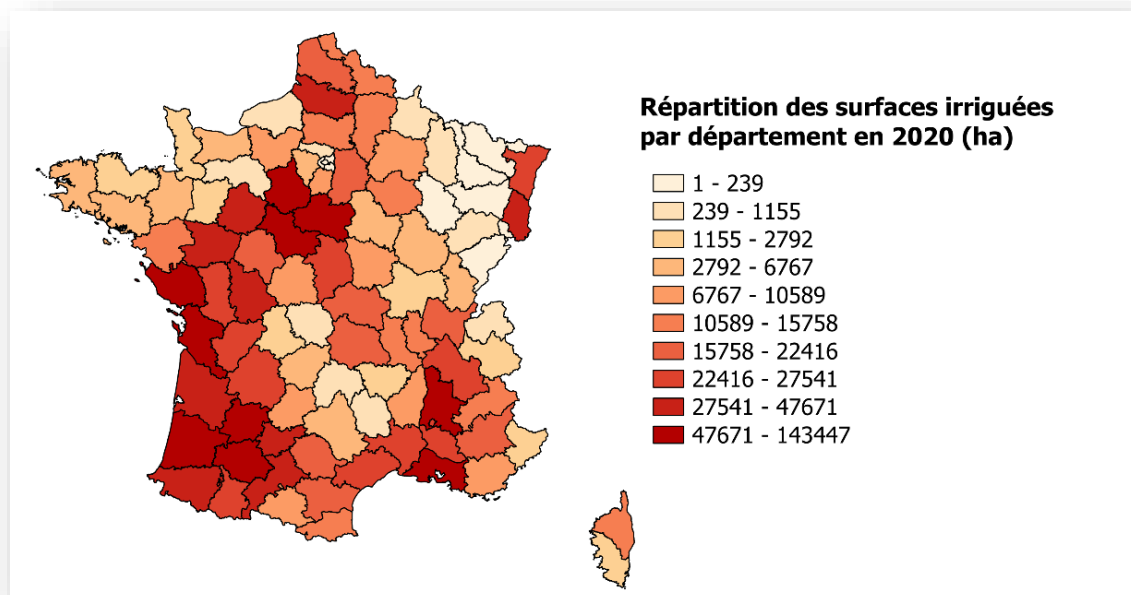 Répartition des surfaces irriguées
par département en 2020 (ha)
1 - 239
239 - 1155
1155 - 2792
2792 - 6767
6767 - 10589
10589 - 15758
15758 - 22416
22416 - 27541
27541 - 47671
47671 - 143447